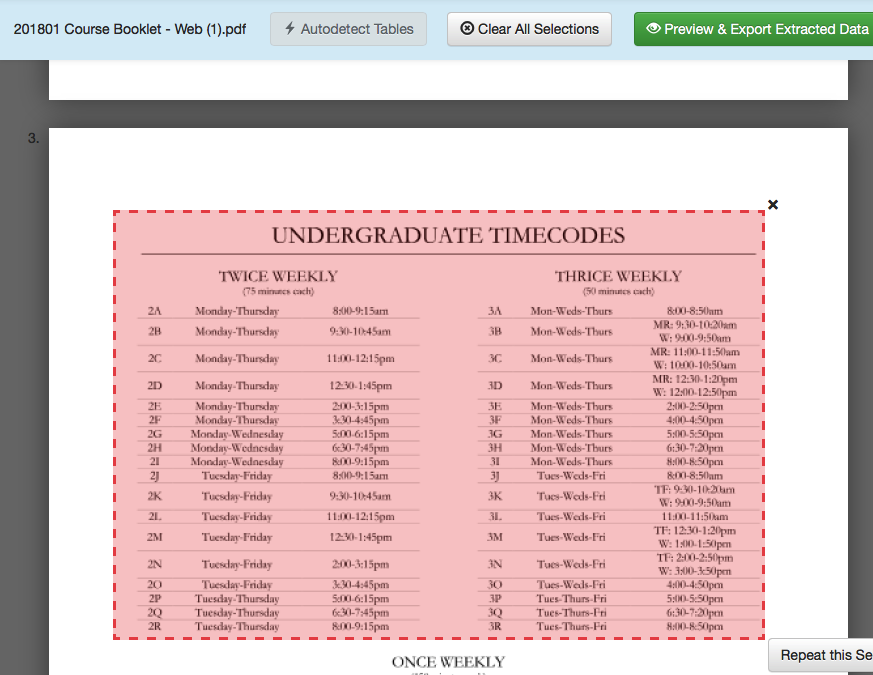 201801 Course Booklet - Web (1).pdf
Autodetect Tables
Clear All Selections
Preview & Export Extracted Data
3.
UNDERGRADUATE TIMECODES
TWICE WEEKLY
(75 minutes each)
2A Monday-Thursday 8:00-9:15am
2B Monday-Thursday 9:30-10:45am
2C Monday-Thursday 11:00-12:15pm
2D Monday-Thursday 12:30-1:45pm
2E Monday-Thursday 2:00-3:15pm
2F Monday-Thursday 3:30-4:45pm
2G Monday-Wednesday 5:00-6:15pm
2H Monday-Wednesday 6:30-7:45pm
2I Monday-Wednesday 8:00-9:15pm
2J Tuesday-Friday 8:00-9:15am
2K Tuesday-Friday 9:30-10:45am
2L Tuesday-Friday 11:00-12:15pm
2M Tuesday-Friday 12:30-1:45pm
2N Tuesday-Friday 2:00-3:15pm
2O Tuesday-Friday 3:30-4:45pm
2P Tuesday-Thursday 5:00-6:15pm
2Q Tuesday-Thursday 6:30-7:45pm
2R Tuesday-Thursday 8:00-9:15pm
THRICE WEEKLY
(50 minutes each)
3A Mon-Weds-Thurs 8:00-8:50am
3B Mon-Weds-Thurs MR: 9:30-10:20am
W: 9:00-9:50am
3C Mon-Weds-Thurs MR: 11:00-11:50am
W: 10:00-10:50am
3D Mon-Weds-Thurs MR: 12:30-1:20pm
W: 12:00-12:50pm
3E Mon-Weds-Thurs 2:00-2:50pm
3F Mon-Weds-Thurs 4:00-4:50pm
3G Mon-Weds-Thurs 5:00-5:50pm
3H Mon-Weds-Thurs 6:30-7:20pm
3I Mon-Weds-Thurs 8:00-8:50pm
3J Tues-Weds-Fri 8:00-8:50am
3K Tues-Weds-Fri TF: 9:30-10:20am
W: 9:00-9:50am
3L Tues-Weds-Fri 11:00-11:50am
3M Tues-Weds-Fri TF: 12:30-1:20pm
W: 1:00-1:50pm
3N Tues-Weds-Fri TF: 2:00-2:50pm
W: 3:00-3:50pm
3O Tues-Weds-Fri 4:00-4:50pm
3P Tues-Thurs-Fri 5:00-5:50pm
3Q Tues-Thurs-Fri 6:30-7:20pm
3R Tues-Thurs-Fri 8:00-8:50pm
Repeat this Se
ONCE WEEKLY